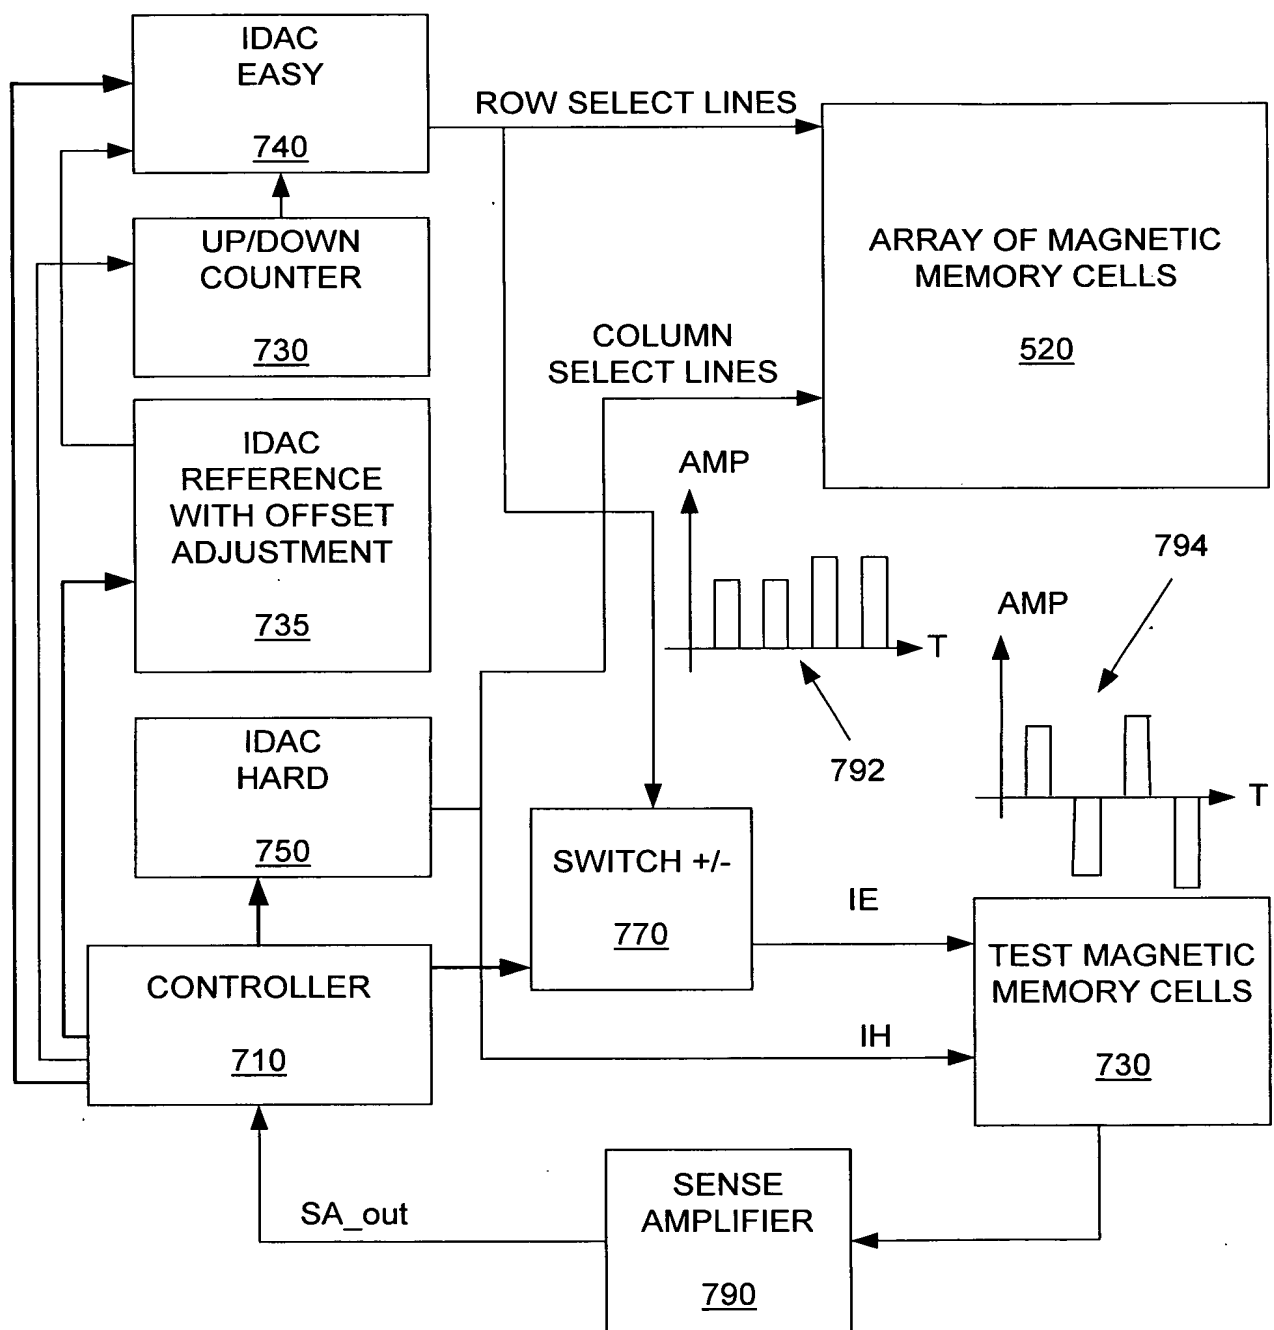 IDAC
EASY
740
ROW SELECT LINES
UP/DOWN
COUNTER
730
ARRAY OF MAGNETIC
MEMORY CELLS
520
COLUMN
SELECT LINES
IDAC
REFERENCE
WITH OFFSET
ADJUSTMENT
735
AMP
T
792
794
AMP
T
IDAC
HARD
750
SWITCH +/-
770
IE
IH
CONTROLLER
710
TEST MAGNETIC
MEMORY CELLS
730
SA_out
SENSE
AMPLIFIER
790